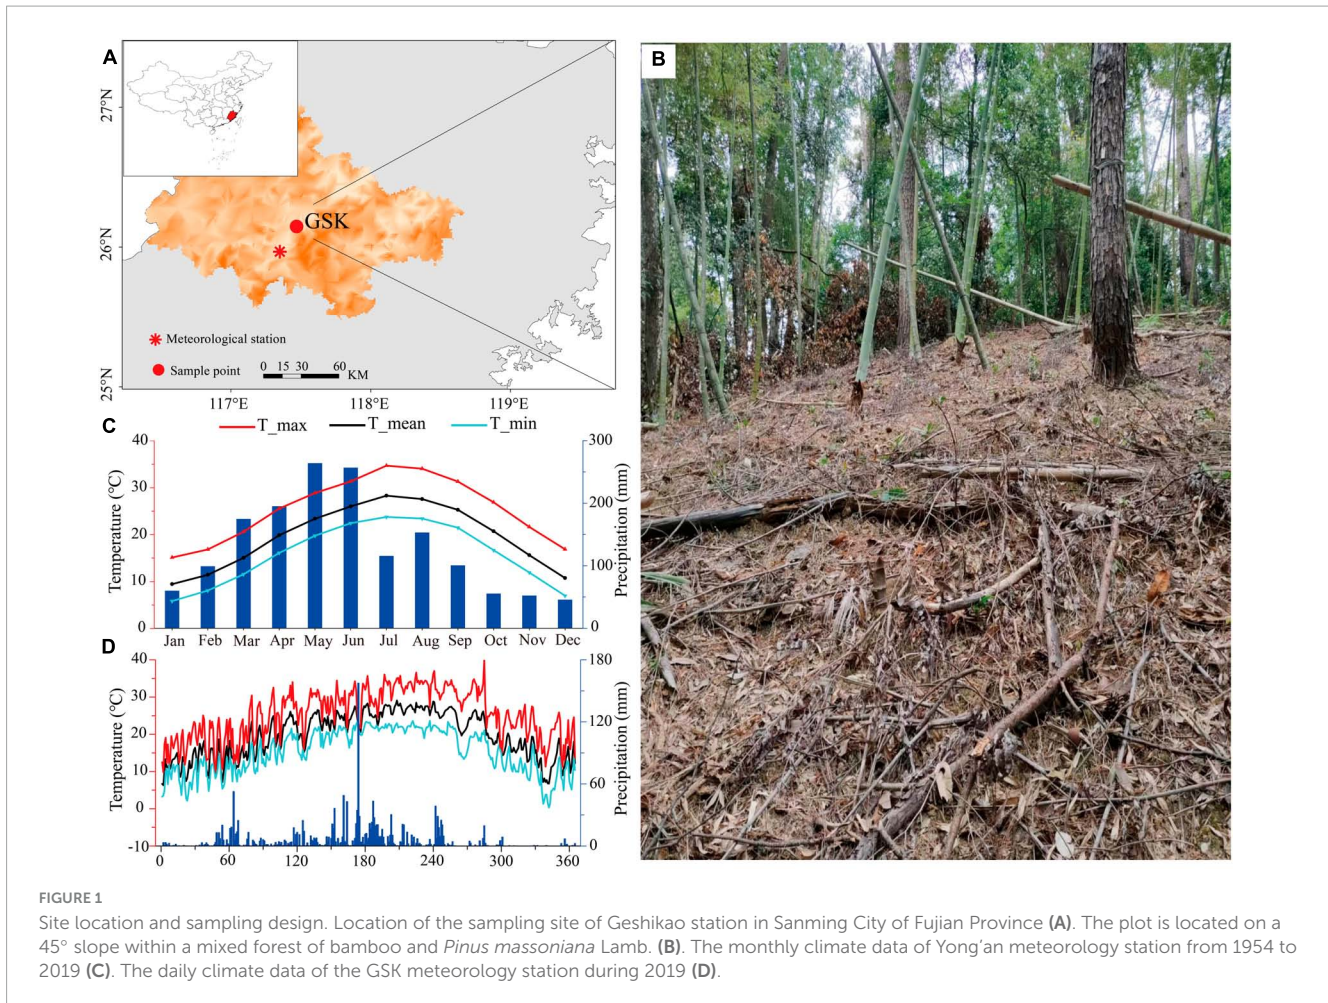 A
27°N
26°N
25°N
GSK
Meteorological station
Sample point
0 15 30 60
KM
117°E 118°E 119°E
B
C
T_max T_mean T_min
Temperature (°C)
40
30
20
10
0
Precipitation (mm)
300
200
100
0
Jan Feb Mar Apr May Jun Jul Aug Sep Oct Nov Dec
D
Temperature (°C)
40
30
20
10
0
-10
Precipitation (mm)
180
120
60
0
0 60 120 180 240 300 360
FIGURE 1
Site location and sampling design. Location of the sampling site of Geshikao station in Sanming City of Fujian Province (A). The plot is located on a
45° slope within a mixed forest of bamboo and Pinus massoniana Lamb. (B). The monthly climate data of Yong’an meteorology station from 1954 to
2019 (C). The daily climate data of the GSK meteorology station during 2019 (D).